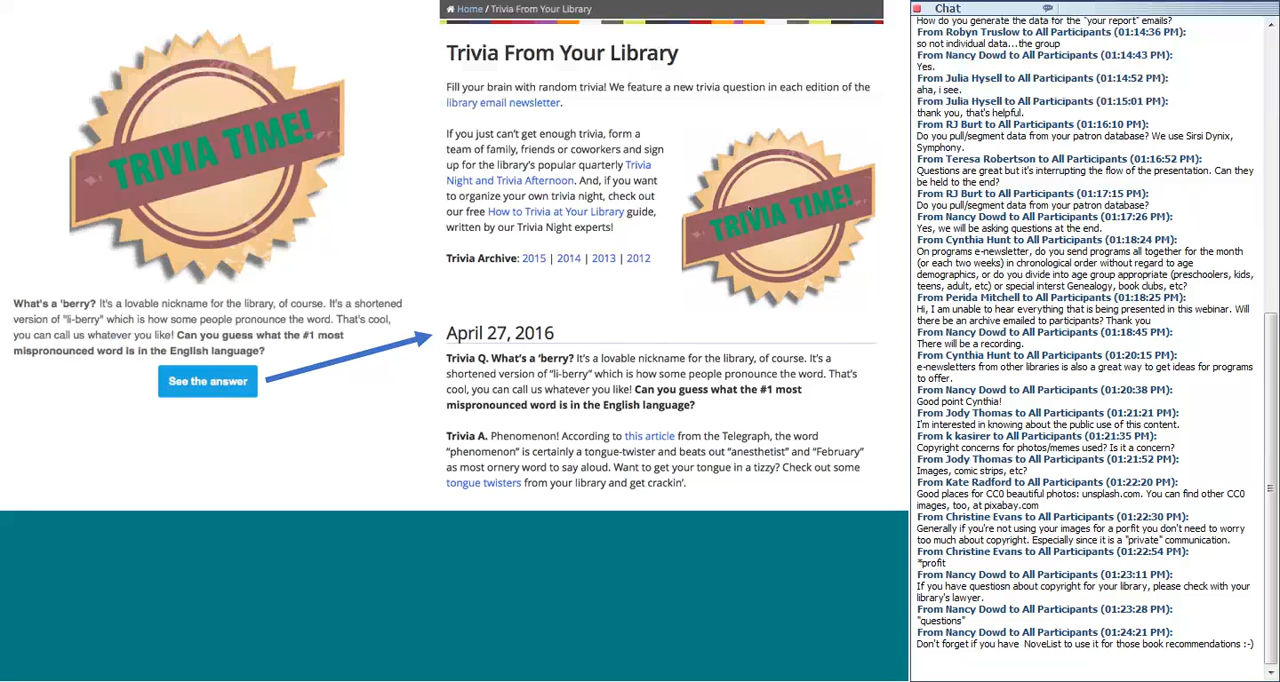 TRIVIA TIME!
What's a 'berry? It's a lovable nickname for the library, of course. It's a shortened
version of "li-berry" which is how some people pronounce the word. That's cool,
you can call us whatever you like! Can you guess what the #1 most
mispronounced word is in the English language?
See the answer
Home / Trivia From Your Library
Trivia From Your Library
Fill your brain with random trivia! We feature a new trivia question in each edition of the
library email newsletter.
If you just can't get enough trivia, form a
team of family, friends or coworkers and sign
up for the library's popular quarterly Trivia
Night and Trivia Afternoon. And, if you want
to organize your own trivia night, check out
our free How to Trivia at Your Library guide,
written by our Trivia Night experts!
Trivia Archive: 2015 | 2014 | 2013 | 2012
TRIVIA TIME!
April 27, 2016
Trivia Q. What's a 'berry? It's a lovable nickname for the library, of course. It's a
shortened version of "li-berry" which is how some people pronounce the word. That's
cool, you can call us whatever you like! Can you guess what the #1 most
mispronounced word is in the English language?
Trivia A. Phenomenon! According to this article from the Telegraph, the word
"phenomenon" is certainly a tongue-twister and beats out "anesthetist" and "February"
as most ornery word to say aloud. Want to get your tongue in a tizzy? Check out some
tongue twisters from your library and get crackin'.
Chat
How do you generate the data for the "your report" emails?
From Robyn Truslow to All Participants (01:14:36 PM):
so not individual data...the group
From Nancy Dowd to All Participants (01:14:43 PM):
Yes.
From Julia Hysell to All Participants (01:14:52 PM):
aha, i see.
From Julia Hysell to All Participants (01:15:01 PM):
thank you, that's helpful.
From RJ Burt to All Participants (01:16:10 PM):
Do you pull/segment data from your patron database? We use Sirsi Dynix,
Symphony.
From Teresa Robertson to All Participants (01:16:52 PM):
Questions are great but it's interrupting the flow of the presentation. Can they
be held to the end?
From RJ Burt to All Participants (01:17:15 PM):
Do you pull/segment data from your patron database?
From Nancy Dowd to All Participants (01:17:26 PM):
Yes, we will be asking questions at the end.
From Cynthia Hunt to All Participants (01:18:24 PM):
On programs e-newsletter, do you send programs all together for the month
(or each two weeks) in chronological order without regard to age
demographics, or do you divide into age group appropriate (preschoolers, kids,
teens, adult, etc) or special interst Genealogy, book clubs, etc?
From Perida Mitchell to All Participants (01:18:25 PM):
Hi, I am unable to hear everything that is being presented in this webinar. Will
there be an archive emailed to participants? Thank you
From Nancy Dowd to All Participants (01:18:45 PM):
There will be a recording.
From Cynthia Hunt to All Participants (01:20:15 PM):
e-newsletters from other libraries is also a great way to get ideas for programs
to offer.
From Nancy Dowd to All Participants (01:20:38 PM):
Good point Cynthia!
From Jody Thomas to All Participants (01:21:21 PM):
I'm interested in knowing about the public use of this content.
From k kasirer to All Participants (01:21:35 PM):
Copyright concerns for photos/memes used? Is it a concern?
From Jody Thomas to All Participants (01:21:52 PM):
Images, comic strips, etc?
From Kate Radford to All Participants (01:22:20 PM):
Good places for CC0 beautiful photos: unsplash.com. You can find other CC0
images, too, at pixabay.com
From Christine Evans to All Participants (01:22:30 PM):
Generally if you're not using your images for a porfit you don't need to worry
too much about copyright. Especially since it is a "private" communication.
From Christine Evans to All Participants (01:22:54 PM):
*profit
From Nancy Dowd to All Participants (01:23:11 PM):
If you have questiosn about copyright for your library, please check with your
library's lawyer.
From Nancy Dowd to All Participants (01:23:28 PM):
"questions"
From Nancy Dowd to All Participants (01:24:21 PM):
Don't forget if you have NoveList to use it for those book recommendations :-)